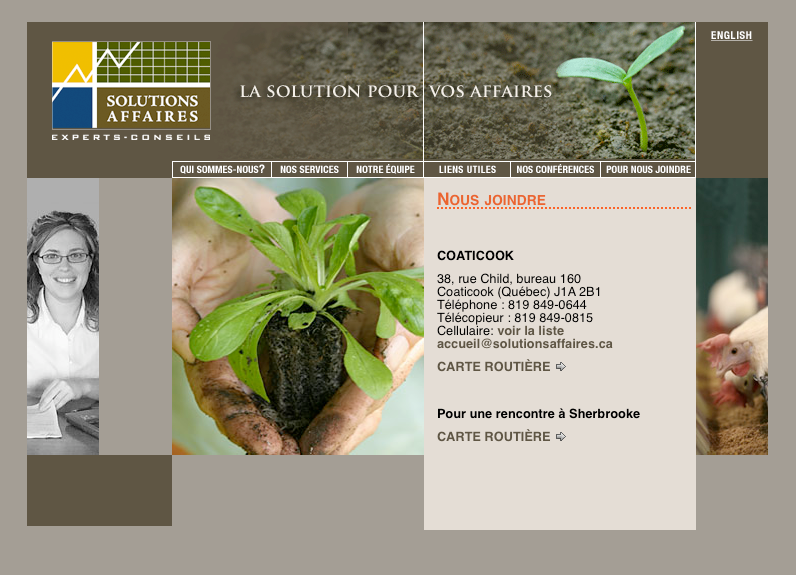 ENGLISH
SOLUTIONS
AFFAIRES
EXPERTS-CONSEILS
LA SOLUTION POUR VOS AFFAIRES
QUI SOMMES-NOUS? NOS SERVICES NOTRE ÉQUIPE LIENS UTILES NOS CONFÉRENCES POUR NOUS JOINDRE
NOUS JOINDRE
COATICOOK
38, rue Child, bureau 160
Coaticook (Québec) J1A 2B1
Téléphone : 819 849-0644
Télécopieur : 819 849-0815
Cellulaire: voir la liste
accueil@solutionsaffaires.ca
CARTE ROUTIÈRE
Pour une rencontre à Sherbrooke
CARTE ROUTIÈRE